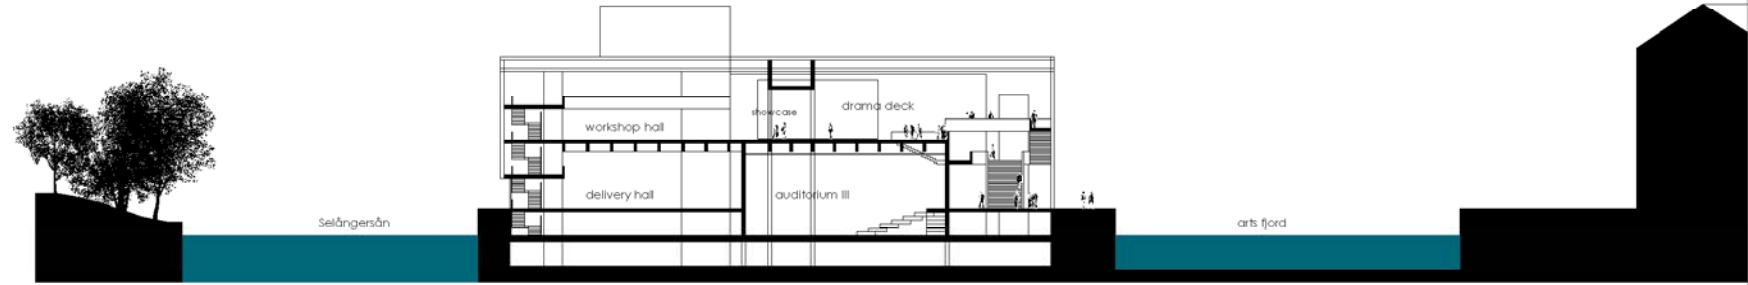 showcase
drama deck
workshop hall
delivery hall
auditorium III
Selångersån
arts fjord